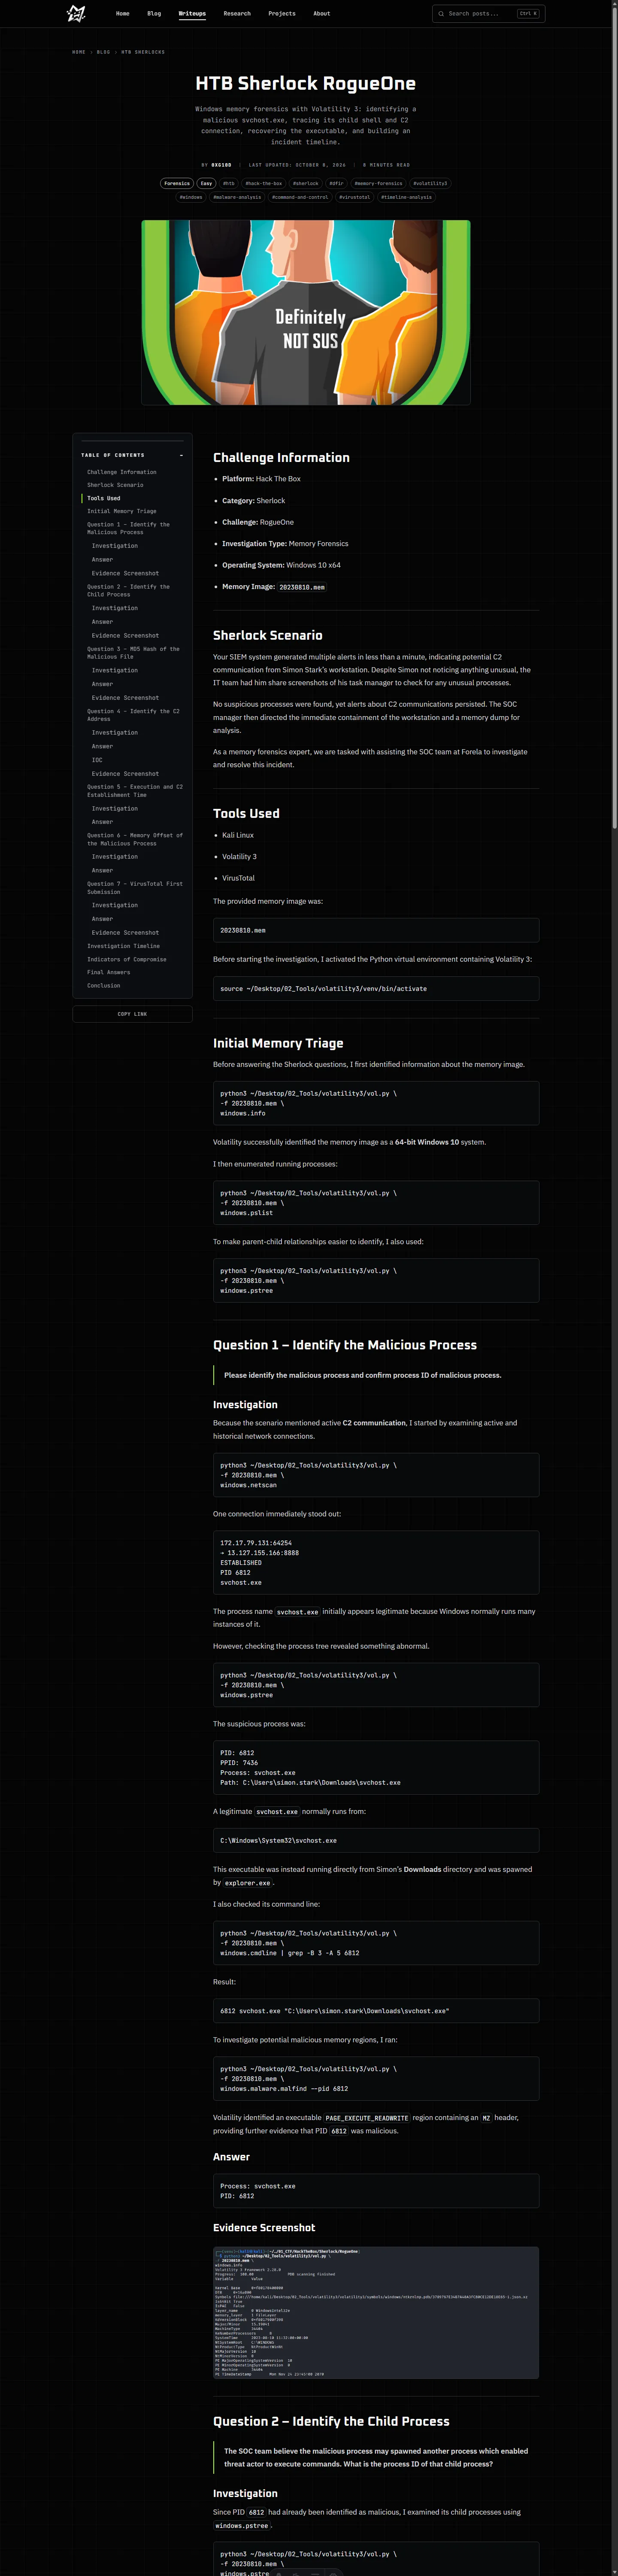 Home Blog Writeups Research Projects About Search posts... Ctrl K
HOME › BLOG › HTB SHERLOCKS
HTB Sherlock RogueOne
Windows memory forensics with Volatility 3: identifying a
malicious svchost.exe, tracing its child shell and C2
connection, recovering the executable, and building an
incident timeline.
BY 0XG10D | LAST UPDATED: OCTOBER 8, 2026 | 8 MINUTES READ
Forensics Easy #htb #hack-the-box #sherlock #dfir #memory-forensics #volatility3
#windows #malware-analysis #command-and-control #virustotal #timeline-analysis
Definitely
NOT SUS
TABLE OF CONTENTS −
Challenge Information
Sherlock Scenario
Tools Used
Initial Memory Triage
Question 1 – Identify the
Malicious Process
Investigation
Answer
Evidence Screenshot
Question 2 – Identify the
Child Process
Investigation
Answer
Evidence Screenshot
Question 3 – MD5 Hash of the
Malicious File
Investigation
Answer
Evidence Screenshot
Question 4 – Identify the C2
Address
Investigation
Answer
IOC
Evidence Screenshot
Question 5 – Execution and C2
Establishment Time
Investigation
Answer
Question 6 – Memory Offset of
the Malicious Process
Investigation
Answer
Question 7 – VirusTotal First
Submission
Investigation
Answer
Evidence Screenshot
Investigation Timeline
Indicators of Compromise
Final Answers
Conclusion
COPY LINK
Challenge Information
• Platform: Hack The Box
• Category: Sherlock
• Challenge: RogueOne
• Investigation Type: Memory Forensics
• Operating System: Windows 10 x64
• Memory Image: 20230810.mem
Sherlock Scenario
Your SIEM system generated multiple alerts in less than a minute, indicating potential C2
communication from Simon Stark's workstation. Despite Simon not noticing anything unusual, the
IT team had him share screenshots of his task manager to check for any unusual processes.
No suspicious processes were found, yet alerts about C2 communications persisted. The SOC
manager then directed the immediate containment of the workstation and a memory dump for
analysis.
As a memory forensics expert, we are tasked with assisting the SOC team at Forela to investigate
and resolve this incident.
Tools Used
• Kali Linux
• Volatility 3
• VirusTotal
The provided memory image was:
20230810.mem
Before starting the investigation, I activated the Python virtual environment containing Volatility 3:
source ~/Desktop/02_Tools/volatility3/venv/bin/activate
Initial Memory Triage
Before answering the Sherlock questions, I first identified information about the memory image.
python3 ~/Desktop/02_Tools/volatility3/vol.py \
-f 20230810.mem \
windows.info
Volatility successfully identified the memory image as a 64-bit Windows 10 system.
I then enumerated running processes:
python3 ~/Desktop/02_Tools/volatility3/vol.py \
-f 20230810.mem \
windows.pslist
To make parent-child relationships easier to identify, I also used:
python3 ~/Desktop/02_Tools/volatility3/vol.py \
-f 20230810.mem \
windows.pstree
Question 1 – Identify the Malicious Process
Please identify the malicious process and confirm process ID of malicious process.
Investigation
Because the scenario mentioned active C2 communication, I started by examining active and
historical network connections.
python3 ~/Desktop/02_Tools/volatility3/vol.py \
-f 20230810.mem \
windows.netscan
One connection immediately stood out:
172.17.79.131:64254
→ 13.127.155.166:8888
ESTABLISHED
PID 6812
svchost.exe
The process name svchost.exe initially appears legitimate because Windows normally runs many
instances of it.
However, checking the process tree revealed something abnormal.
python3 ~/Desktop/02_Tools/volatility3/vol.py \
-f 20230810.mem \
windows.pstree
The suspicious process was:
PID: 6812
PPID: 7436
Process: svchost.exe
Path: C:\Users\simon.stark\Downloads\svchost.exe
A legitimate svchost.exe normally runs from:
C:\Windows\System32\svchost.exe
This executable was instead running directly from Simon's Downloads directory and was spawned
by explorer.exe.
I also checked its command line:
python3 ~/Desktop/02_Tools/volatility3/vol.py \
-f 20230810.mem \
windows.cmdline | grep -B 3 -A 5 6812
Result:
6812 svchost.exe "C:\Users\simon.stark\Downloads\svchost.exe"
To investigate potential malicious memory regions, I ran:
python3 ~/Desktop/02_Tools/volatility3/vol.py \
-f 20230810.mem \
windows.malware.malfind --pid 6812
Volatility identified an executable PAGE_EXECUTE_READWRITE region containing an MZ header,
providing further evidence that PID 6812 was malicious.
Answer
Process: svchost.exe
PID: 6812
Evidence Screenshot
20230810.mem \
windows.info
Variable Value
Question 2 – Identify the Child Process
The SOC team believe the malicious process may spawned another process which enabled
threat actor to execute commands. What is the process ID of that child process?
Investigation
Since PID 6812 had already been identified as malicious, I examined its child processes using
windows.pstree.
python3 ~/Desktop/02_Tools/volatility3/vol.py \
-f 20230810.mem \
windows.pstree